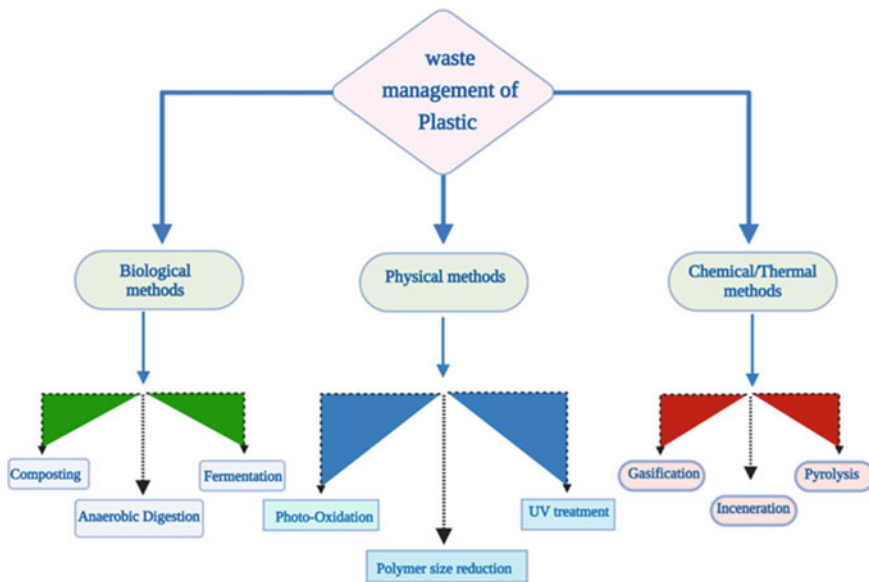 waste
management of
Plastic
Biological
methods
Physical methods
Chemical/Thermal
methods
Composting
Fermentation
Anaerobic Digestion
Photo-Oxidation
UV treatment
Polymer size reduction
Gasification
Pyrolysis
Inceneration